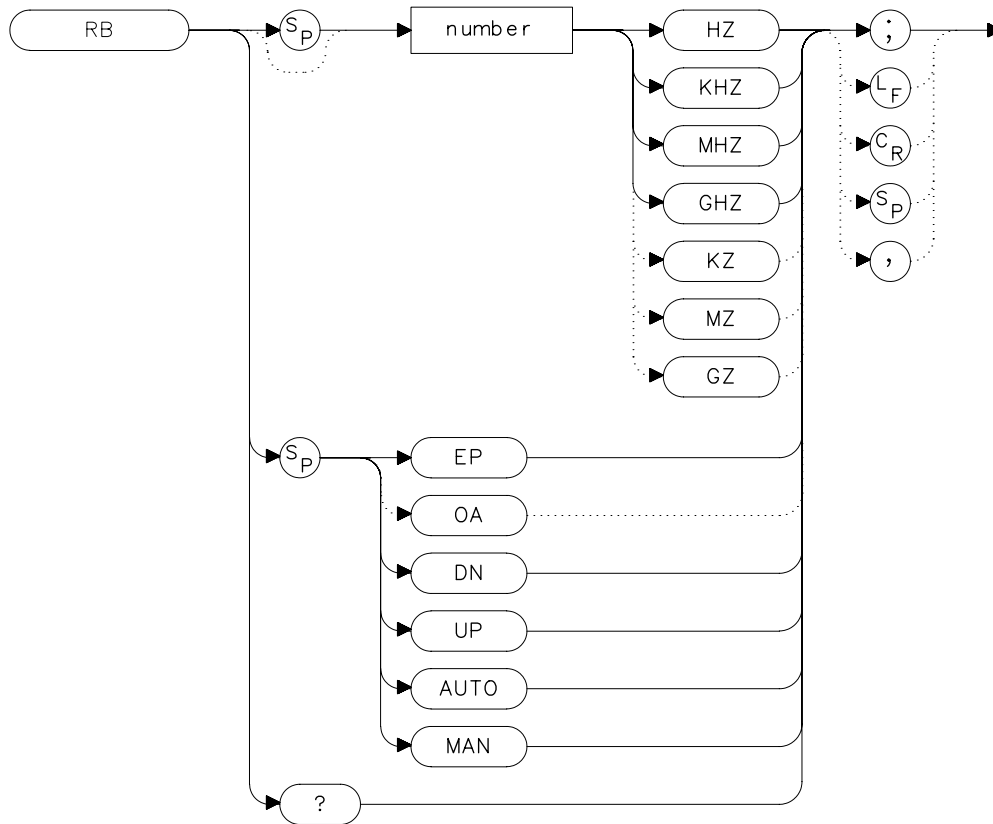 RB SP number HZ ;
KHZ LF
MHZ CR
GHZ SP
KZ ,
MZ
GZ
SP EP
OA
DN
UP
AUTO
MAN
?